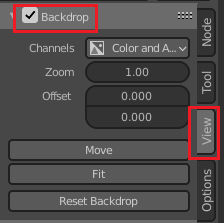 Backdrop
Channels
Color and A...
Zoom
1.00
Offset
0.000
0.000
Move
Fit
Reset Backdrop
Node
Tool
View
Options